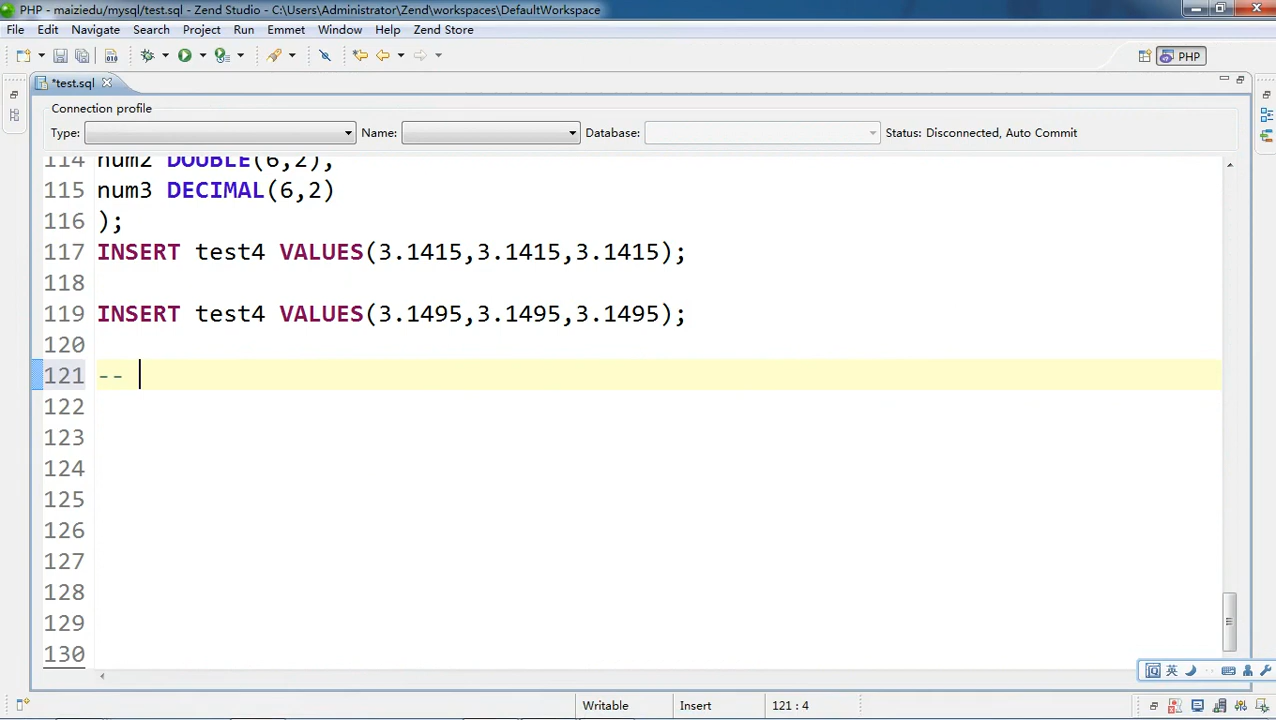 PHP - maiziedu/mysql/test.sql - Zend Studio - C:\Users\Administrator\Zend\workspaces\DefaultWorkspace
File Edit Navigate Search Project Run Emmet Window Help Zend Store
PHP
*test.sql
Connection profile
Type: Name: Database: Status: Disconnected, Auto Commit
114 num2 DOUBLE(6,2),
115 num3 DECIMAL(6,2)
116 );
117 INSERT test4 VALUES(3.1415,3.1415,3.1415);
118
119 INSERT test4 VALUES(3.1495,3.1495,3.1495);
120
121 --
122
123
124
125
126
127
128
129
130
英
Writable Insert 121 : 4